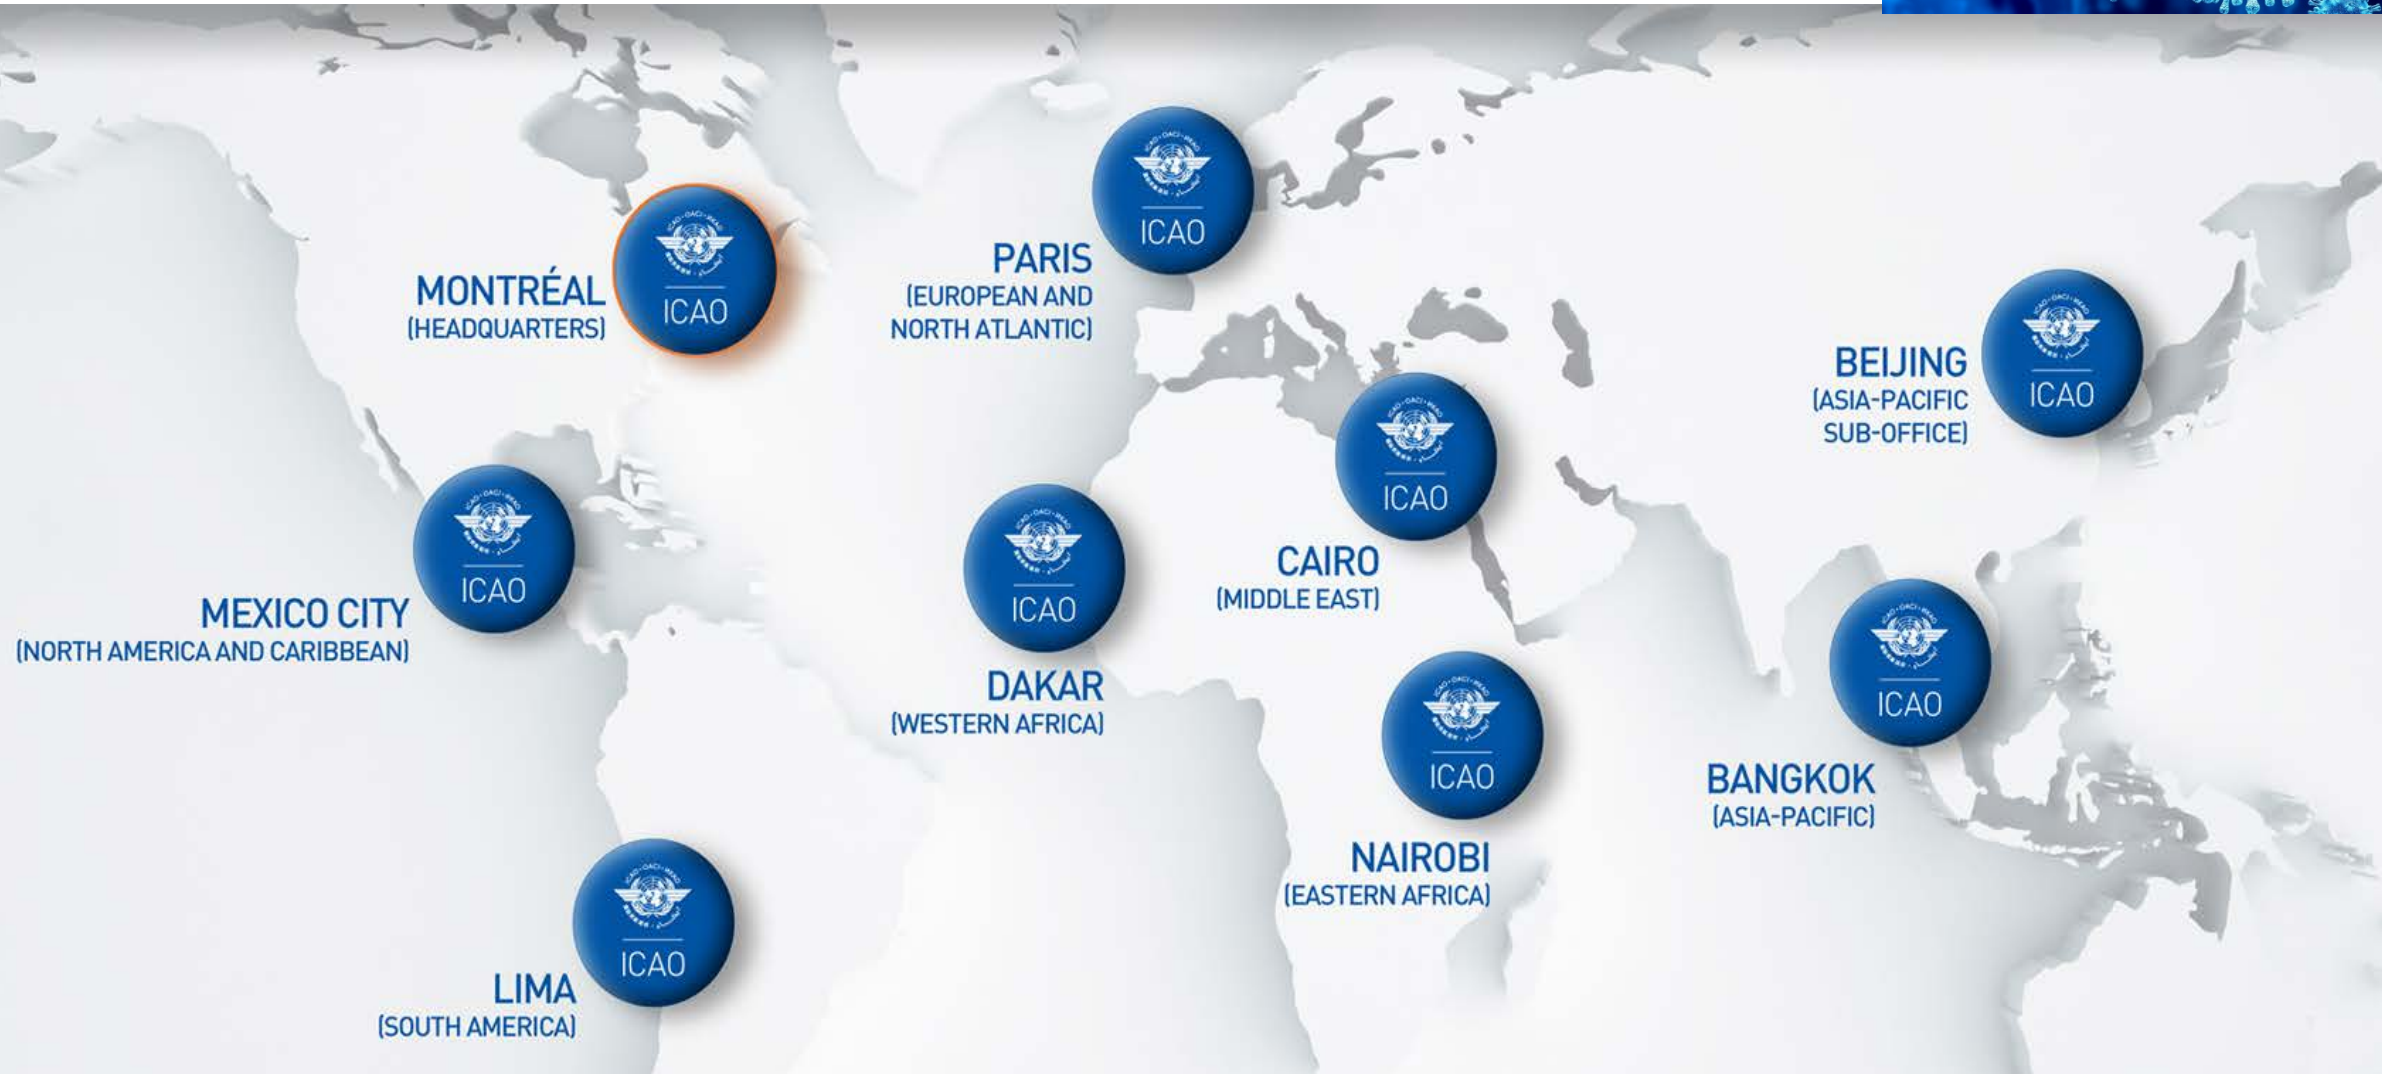 MONTRÉAL
(HEADQUARTERS)
ICAO
PARIS
(EUROPEAN AND
NORTH ATLANTIC)
ICAO
BEIJING
(ASIA-PACIFIC
SUB-OFFICE)
ICAO
MEXICO CITY
(NORTH AMERICA AND CARIBBEAN)
ICAO
DAKAR
(WESTERN AFRICA)
ICAO
CAIRO
(MIDDLE EAST)
ICAO
NAIROBI
(EASTERN AFRICA)
ICAO
BANGKOK
(ASIA-PACIFIC)
ICAO
LIMA
(SOUTH AMERICA)
ICAO